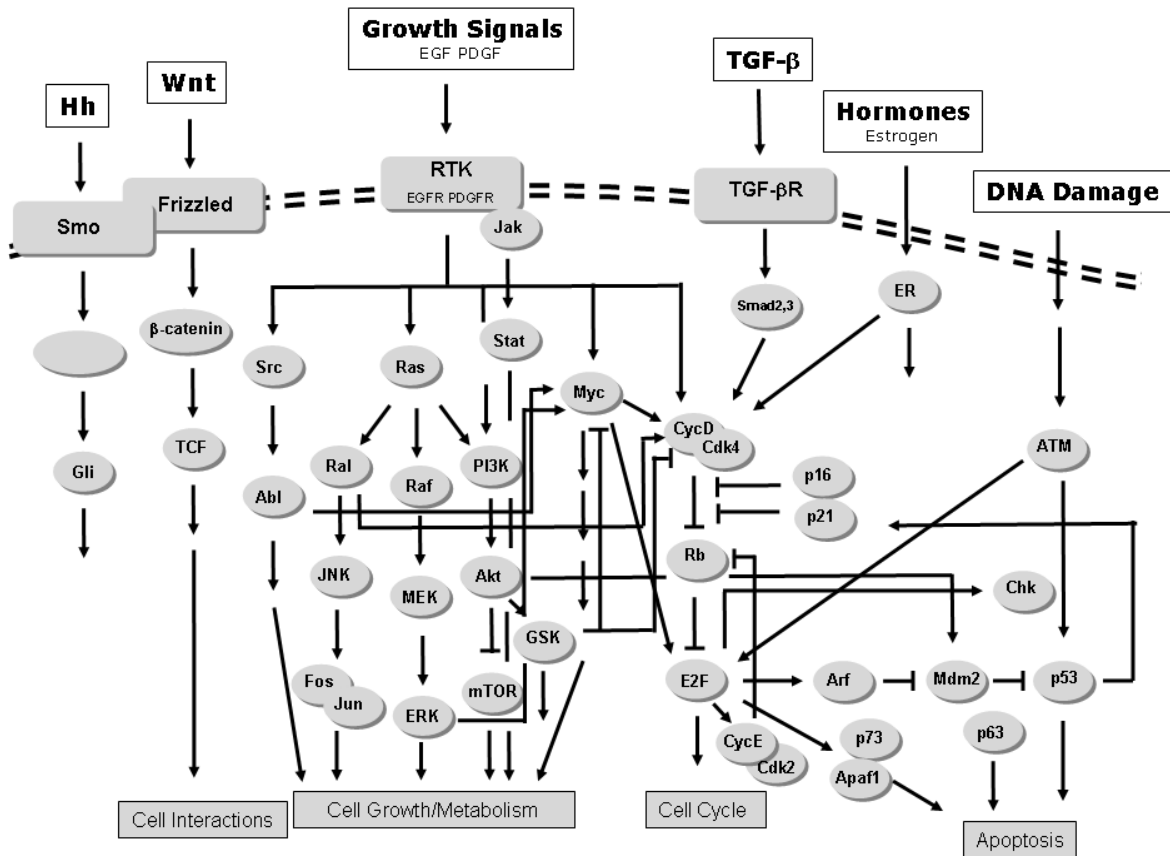 Growth Signals
EGF PDGF
TGF-β
Wnt
Hh
Hormones
Estrogen
RTK
EGFR PDGFR
TGF-βR
DNA Damage
Frizzled
Smo
Jak
ER
Smad2,3
β-catenin
Stat
Src
Ras
Myc
CycD
Cdk4
TCF
ATM
Gli
Ral
PI3K
Raf
p16
Abl
p21
Rb
JNK
Akt
MEK
Chk
GSK
Fos
Jun
mTOR
ERK
E2F
Arf
Mdm2
p53
CycE
Cdk2
p73
p63
Apaf1
Cell Interactions
Cell Growth/Metabolism
Cell Cycle
Apoptosis